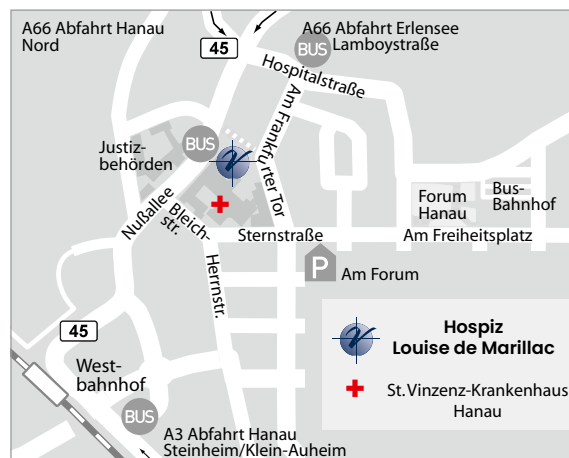 A66 Abfahrt Hanau
Nord
45
A66 Abfahrt Erlensee
Lamboystraße
BUS
Hospitalstraße
Am Frankfurter Tor
Justiz-
behörden
BUS
Nußallee
Bleich-
str.
Herrnstr.
Sternstraße
Forum
Hanau
Bus-
Bahnhof
Am Freiheitsplatz
P
Am Forum
45
West-
bahnhof
BUS
A3 Abfahrt Hanau
Steinheim/Klein-Auheim
Hospiz
Louise de Marillac
St.Vinzenz-Krankenhaus
Hanau